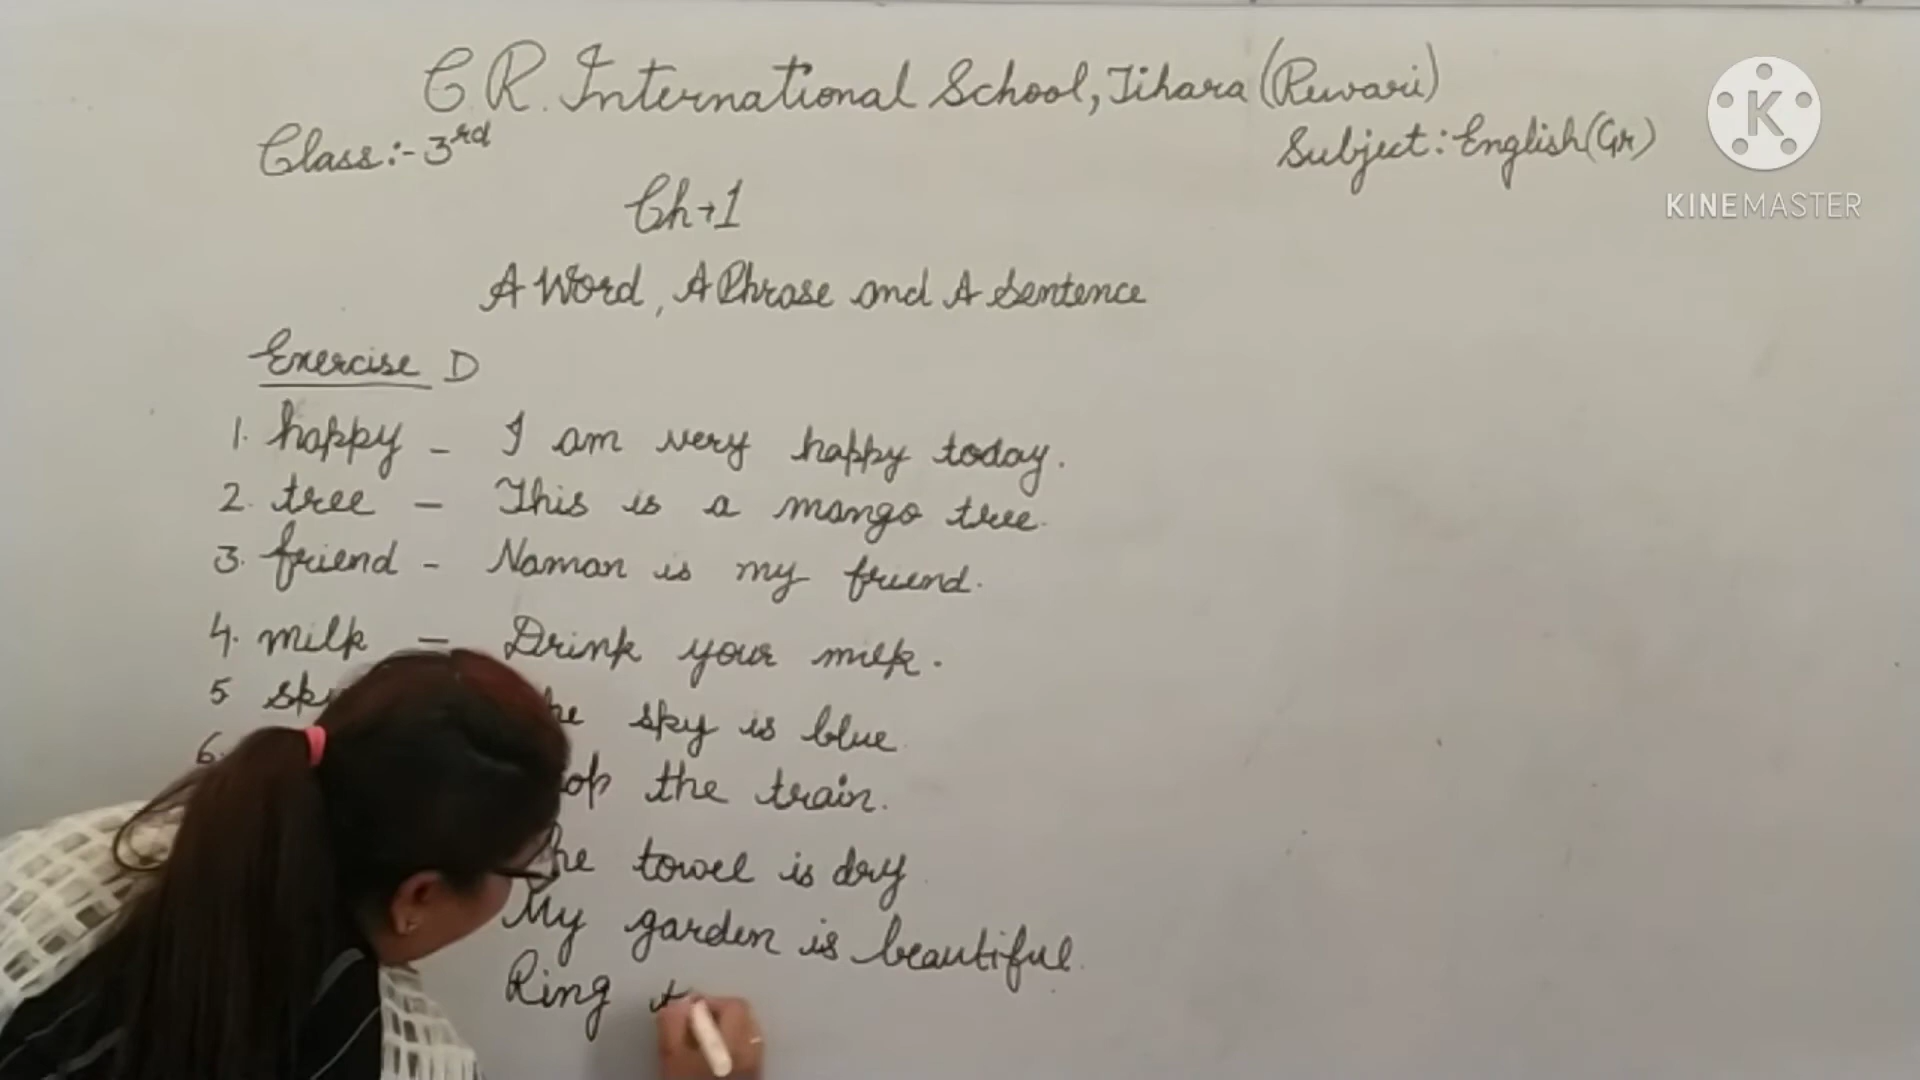 C.R. International School, Jihara (Rewari)
Class:- 3rd
Subject: English(Gr)
K
KINEMASTER
Ch→1
A Word, A Phrase and A Sentence
Exercise D
1. happy - I am very happy today.
2. tree - This is a mango tree.
3. friend - Naman is my friend.
4. milk - Drink your milk.
5 sky sky is blue.
6. the train.
towel is dry
My garden is beautiful.
Ring